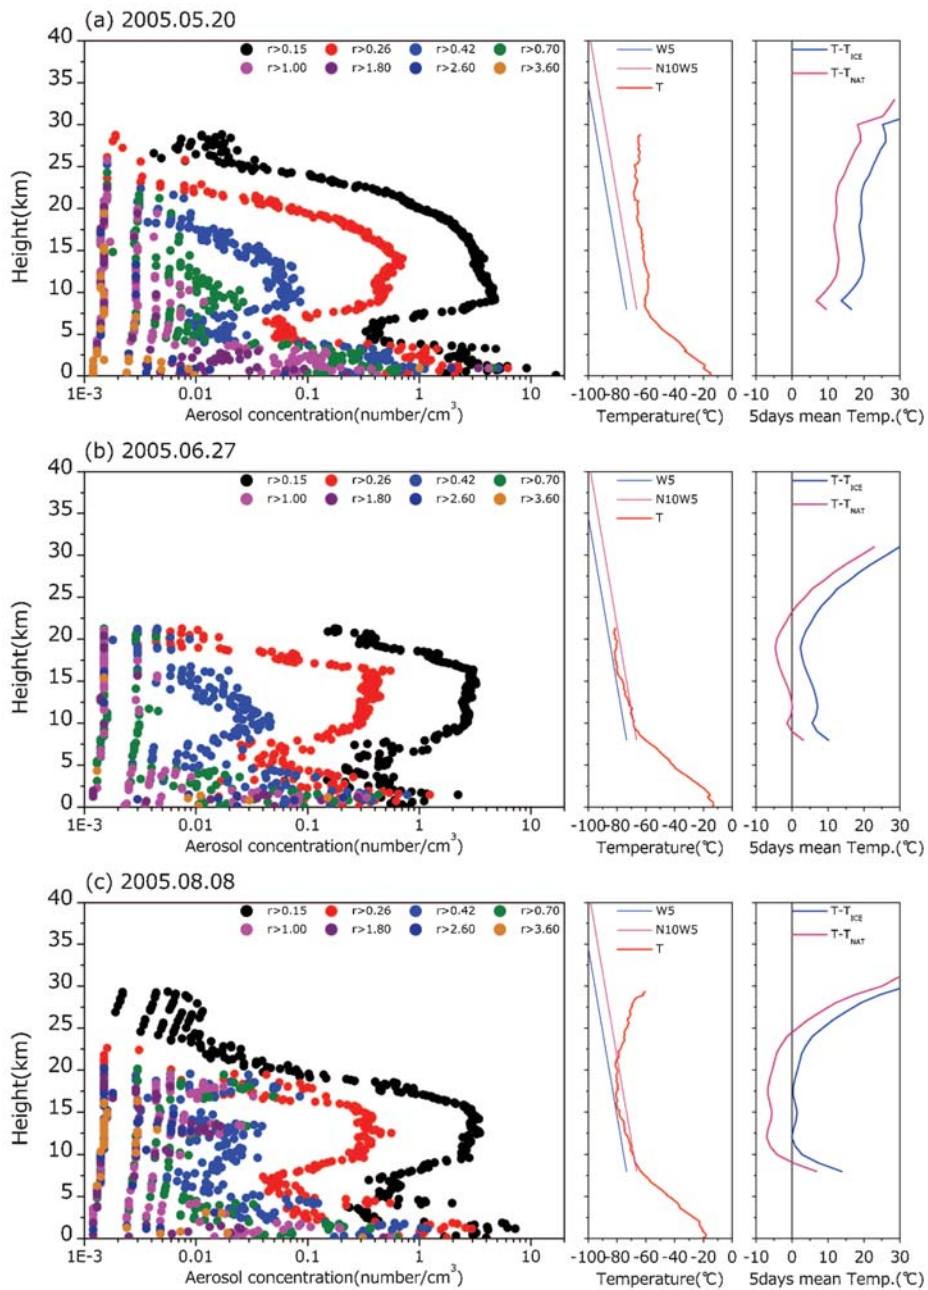 (a) 2005.05.20
40
35
30
25
20
15
10
5
0
Height(km)
r>0.15 r>0.26 r>0.42 r>0.70
r>1.00 r>1.80 r>2.60 r>3.60
1E-3 0.01 0.1 1 10
Aerosol concentration(number/cm3)
W5
N10W5
T
-100 -80 -60 -40 -20 0
Temperature(℃)
T-TICE
T-TNAT
-10 0 10 20 30
5days mean Temp.(℃)
(b) 2005.06.27
40
35
30
25
20
15
10
5
0
Height(km)
r>0.15 r>0.26 r>0.42 r>0.70
r>1.00 r>1.80 r>2.60 r>3.60
1E-3 0.01 0.1 1 10
Aerosol concentration(number/cm3)
W5
N10W5
T
-100 -80 -60 -40 -20 0
Temperature(℃)
T-TICE
T-TNAT
-10 0 10 20 30
5days mean Temp.(℃)
(c) 2005.08.08
40
35
30
25
20
15
10
5
0
Height(km)
r>0.15 r>0.26 r>0.42 r>0.70
r>1.00 r>1.80 r>2.60 r>3.60
1E-3 0.01 0.1 1 10
Aerosol concentration(number/cm3)
W5
N10W5
T
-100 -80 -60 -40 -20 0
Temperature(℃)
T-TICE
T-TNAT
-10 0 10 20 30
5days mean Temp.(℃)